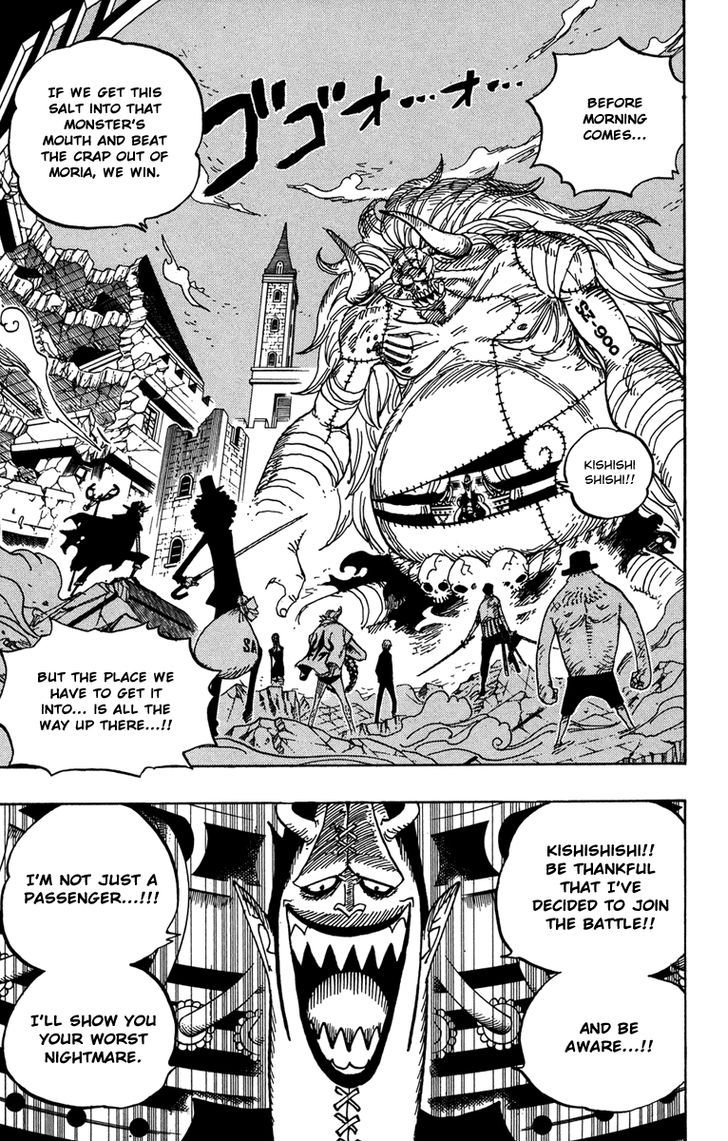 BEFORE
MORNING
COMES...
ゴゴゴオ…オ…
IF WE GET THIS
SALT INTO THAT
MONSTER'S
MOUTH AND BEAT
THE CRAP OUT OF
MORIA, WE WIN.
SZ-900
KISHISHI
SHISHI!!
SA
BUT THE PLACE WE
HAVE TO GET IT
INTO... IS ALL THE
WAY UP THERE...!!
KISHISHISHI!!
BE THANKFUL
THAT I'VE
DECIDED TO JOIN
THE BATTLE!!
AND BE
AWARE...!!
I'M NOT JUST A
PASSENGER...!!!
I'LL SHOW YOU
YOUR WORST
NIGHTMARE.